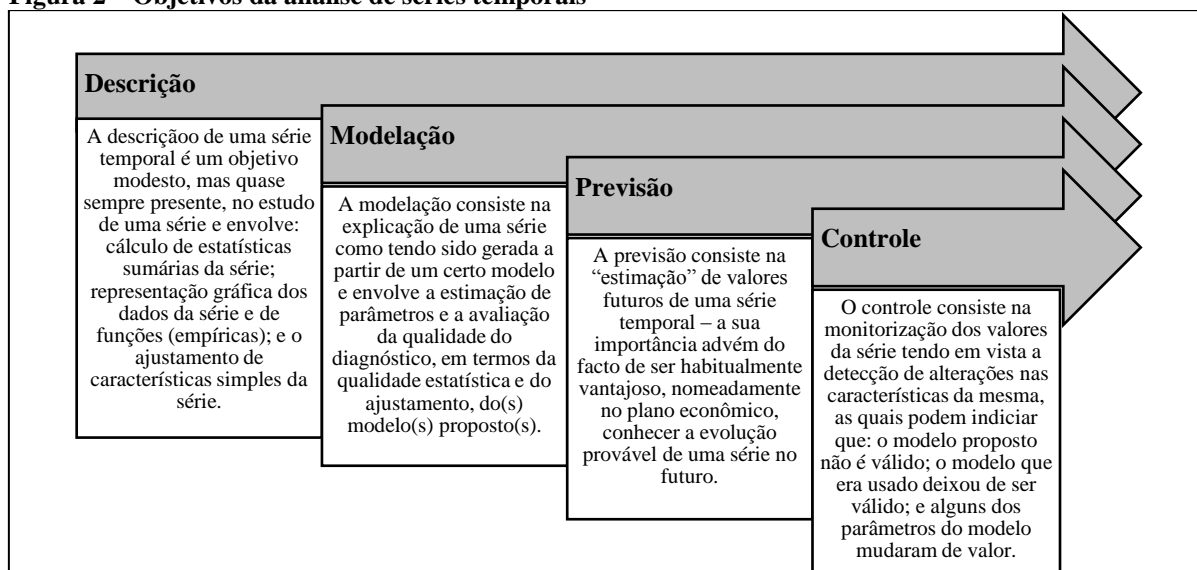 Figura 2 – Objetivos da análise de séries temporais
Descrição
A descriçãoo de uma série
temporal é um objetivo
modesto, mas quase
sempre presente, no estudo
de uma série e envolve:
cálculo de estatísticas
sumárias da série;
representação gráfica dos
dados da série e de
funções (empíricas); e o
ajustamento de
características simples da
série.
Modelação
A modelação consiste na
explicação de uma série
como tendo sido gerada a
partir de um certo modelo
e envolve a estimação de
parâmetros e a avaliação
da qualidade do
diagnóstico, em termos da
qualidade estatística e do
ajustamento, do(s)
modelo(s) proposto(s).
Previsão
A previsão consiste na
“estimação” de valores
futuros de uma série
temporal – a sua
importância advém do
facto de ser habitualmente
vantajoso, nomeadamente
no plano econômico,
conhecer a evolução
provável de uma série no
futuro.
Controle
O controle consiste na
monitorização dos valores
da série tendo em vista a
detecção de alterações nas
características da mesma,
as quais podem indiciar
que: o modelo proposto
não é válido; o modelo que
era usado deixou de ser
válido; e alguns dos
parâmetros do modelo
mudaram de valor.